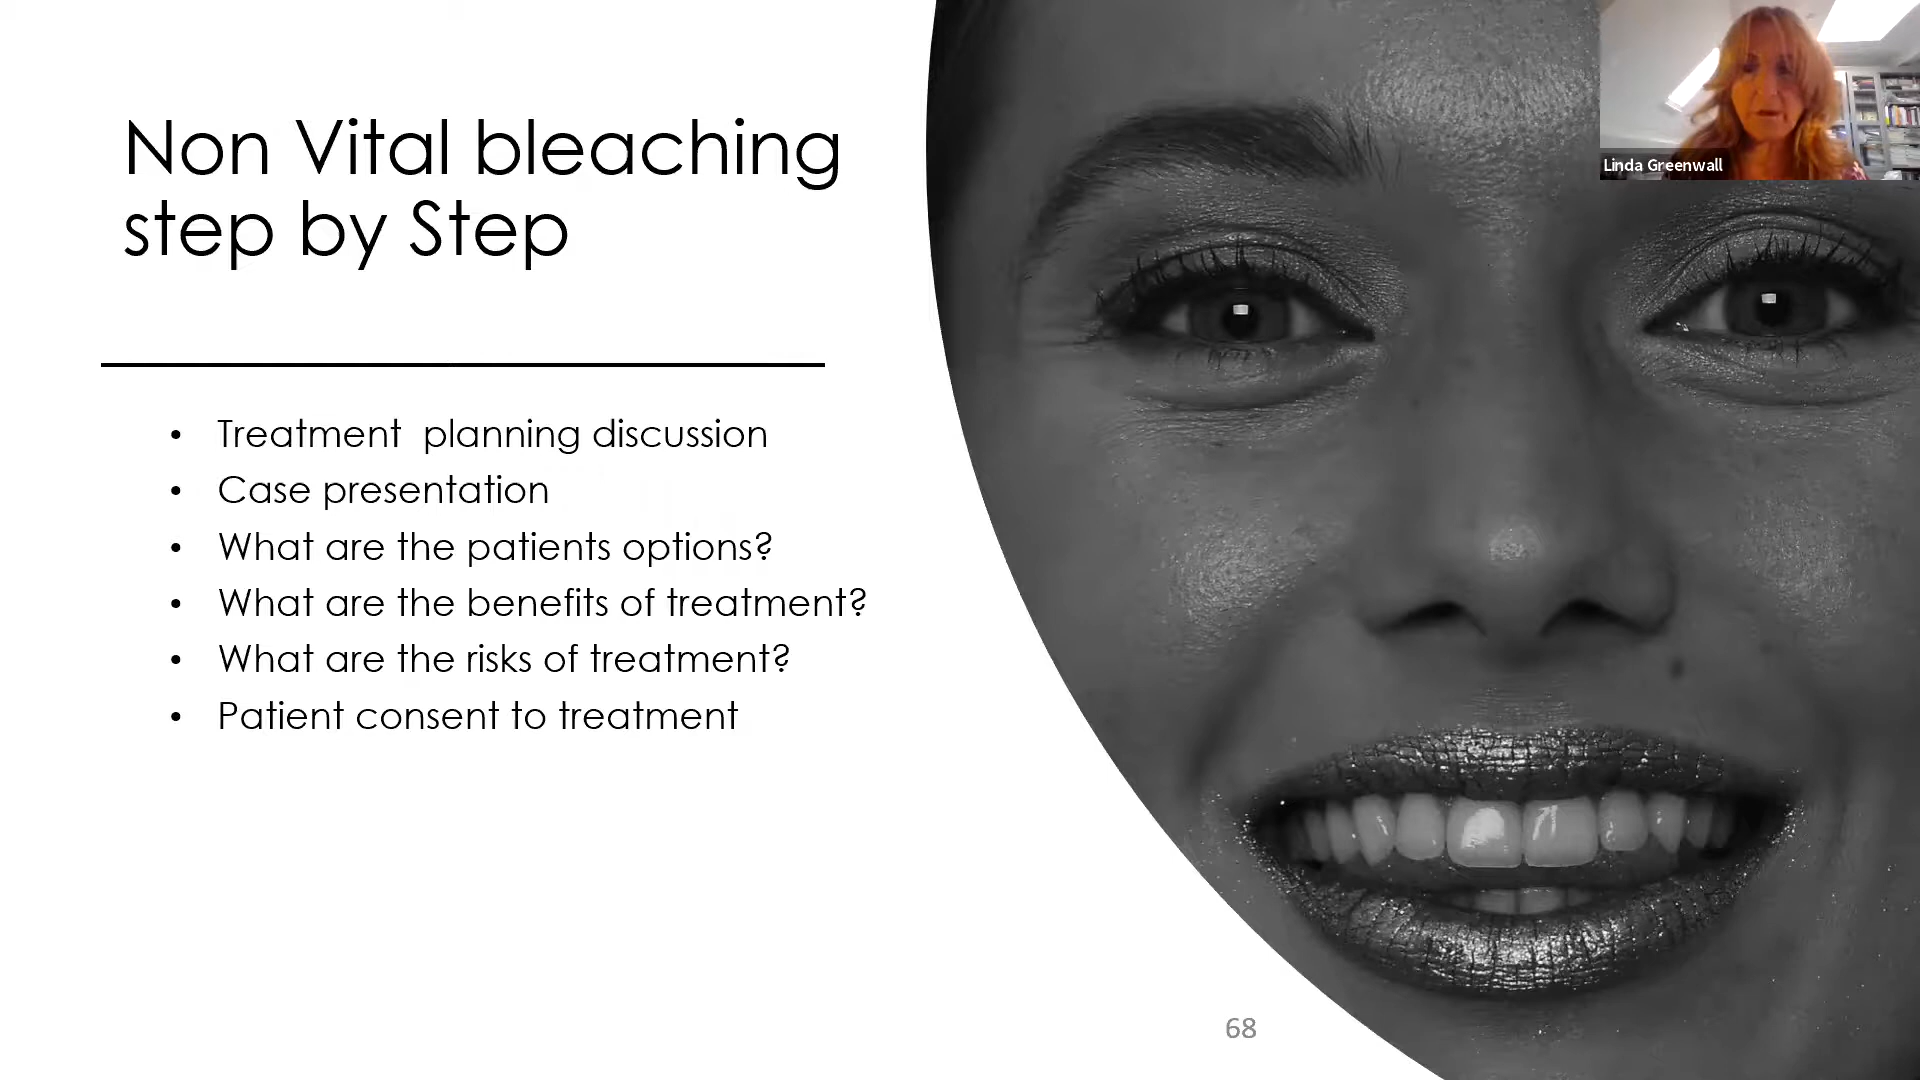 Non Vital bleaching
step by Step
• Treatment  planning discussion
• Case presentation
• What are the patients options?
• What are the benefits of treatment?
• What are the risks of treatment?
• Patient consent to treatment
Linda Greenwall
68